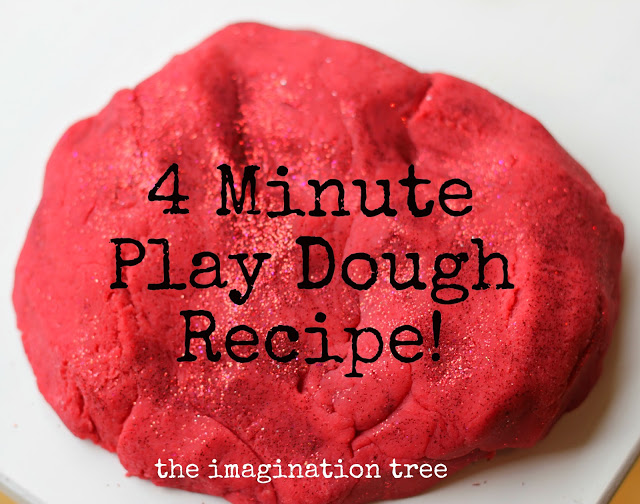 4 Minute
Play Dough
Recipe!
the imagination tree